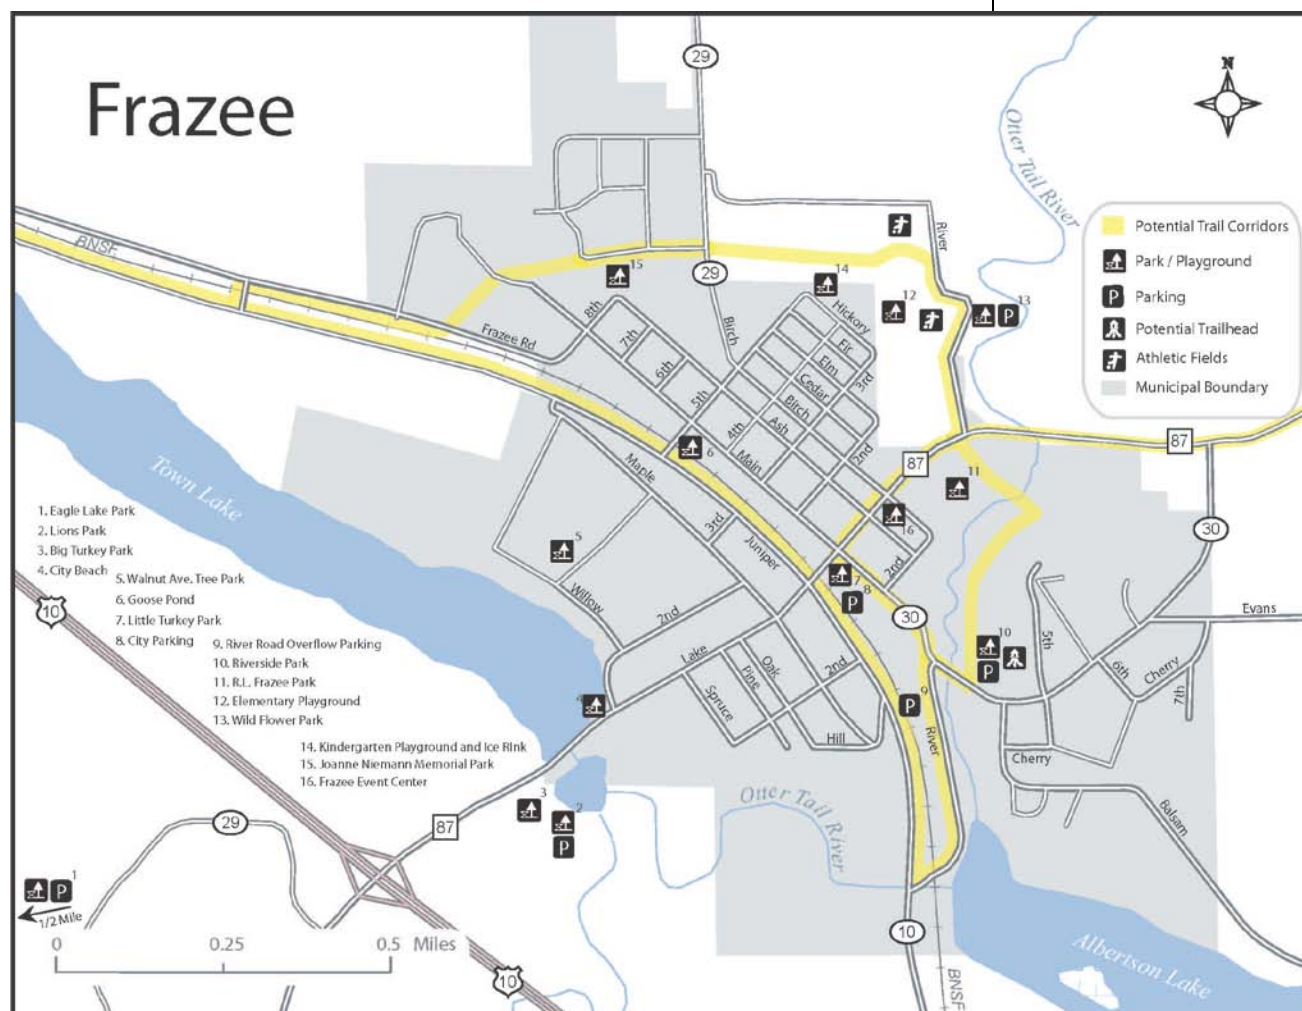 Frazee
29
N
Otter Tail River
BNSF
River
Potential Trail Corridors
Park / Playground
P Parking
Potential Trailhead
Athletic Fields
Municipal Boundary
15
29
14
12
13
P
Hickory
8th
7th
Frazee Rd
6th
5th
Birch
Fir
Elm
3rd
Cedar
Birch
Ash
4th
Main
2nd
6
87
87
11
16
30
Town Lake
Maple
3rd
Juniper
5
Willow
2nd
2nd
7
8
P
30
Evans
1. Eagle Lake Park
2. Lions Park
3. Big Turkey Park
4. City Beach
5. Walnut Ave. Tree Park
6. Goose Pond
7. Little Turkey Park
8. City Parking
9. River Road Overflow Parking
10. Riverside Park
11. R.L. Frazee Park
12. Elementary Playground
13. Wild Flower Park
14. Kindergarten Playground and Ice Rink
15. Joanne Niemann Memorial Park
16. Frazee Event Center
10
Lake
Oak
Pine
Spruce
2nd
Hill
4
9
P
River
10
P
5th
6th
Cherry
7th
Cherry
Balsam
3
2
P
Otter Tail River
29
87
1
P
1/2 Mile
0 0.25 0.5 Miles
10
10
BNSF
Albertson Lake